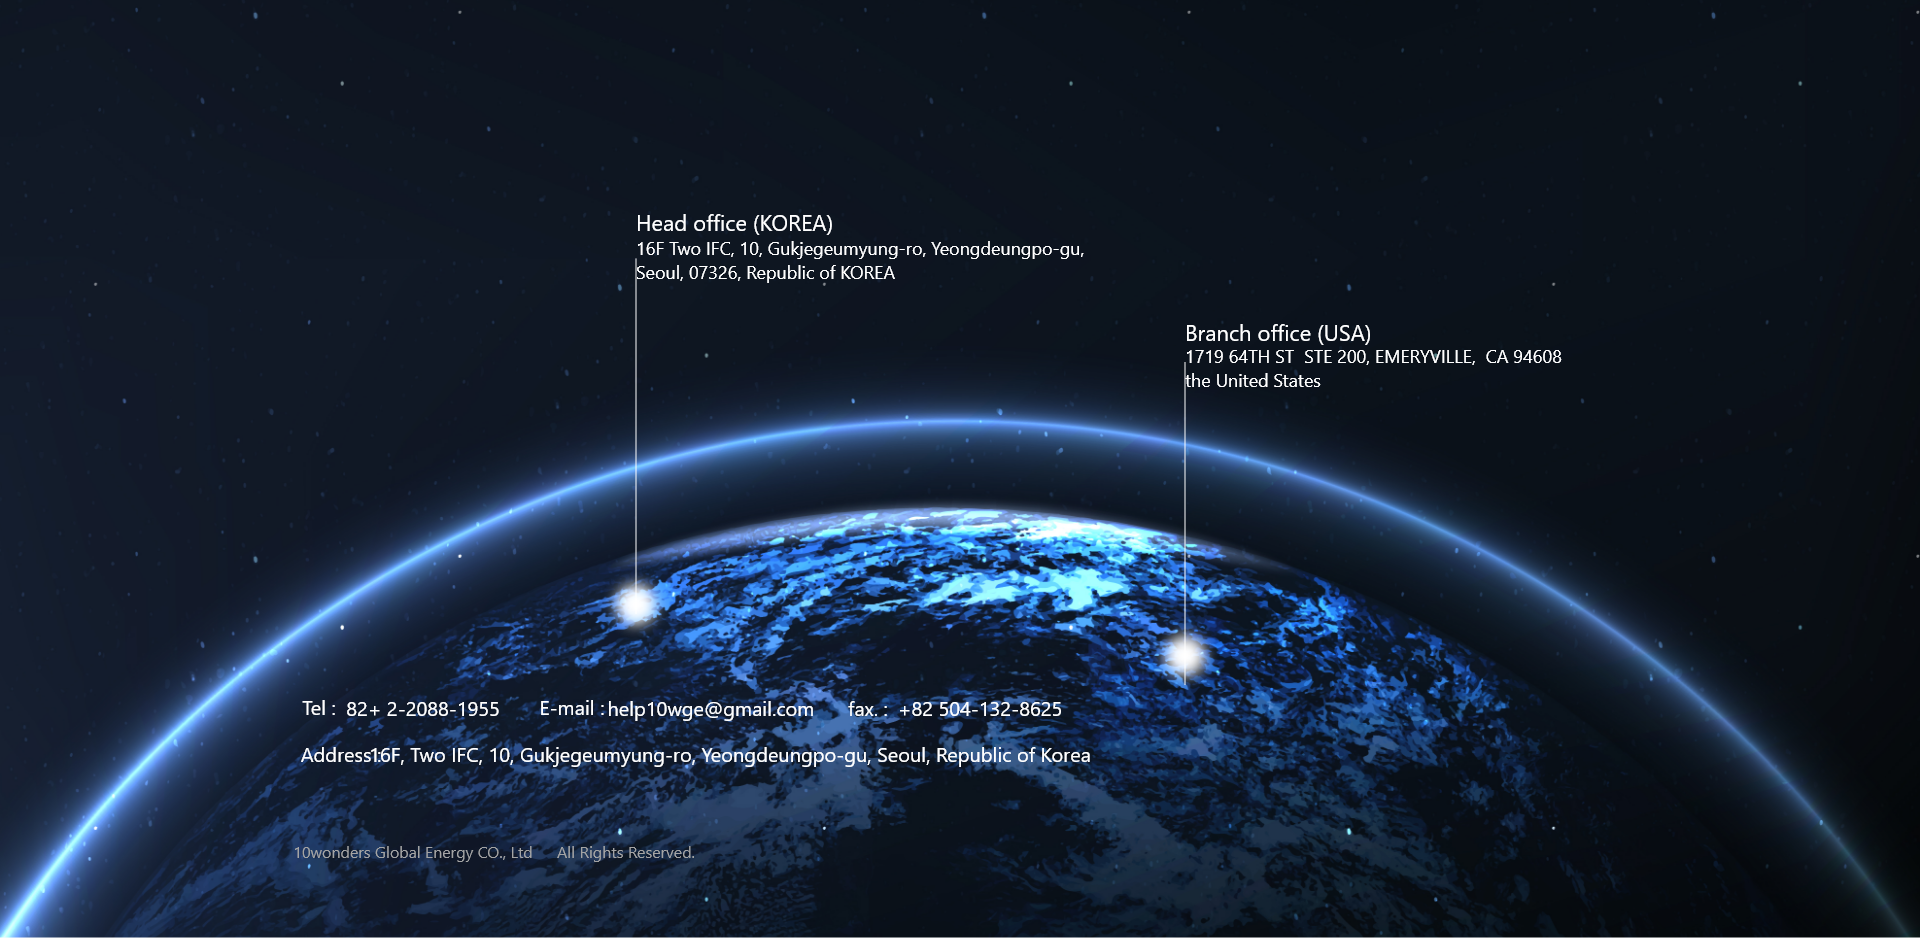 Head office (KOREA)
16F Two IFC, 10, Gukjegeumyung-ro, Yeongdeungpo-gu,
Seoul, 07326, Republic of KOREA
Branch office (USA)
1719 64TH ST  STE 200, EMERYVILLE,  CA 94608
the United States
Tel :  82+ 2-2088-1955  E-mail : help10wge@gmail.com  fax. :  +82 504-132-8625
Address: 16F, Two IFC, 10, Gukjegeumyung-ro, Yeongdeungpo-gu, Seoul, Republic of Korea
10wonders Global Energy CO., Ltd  All Rights Reserved.